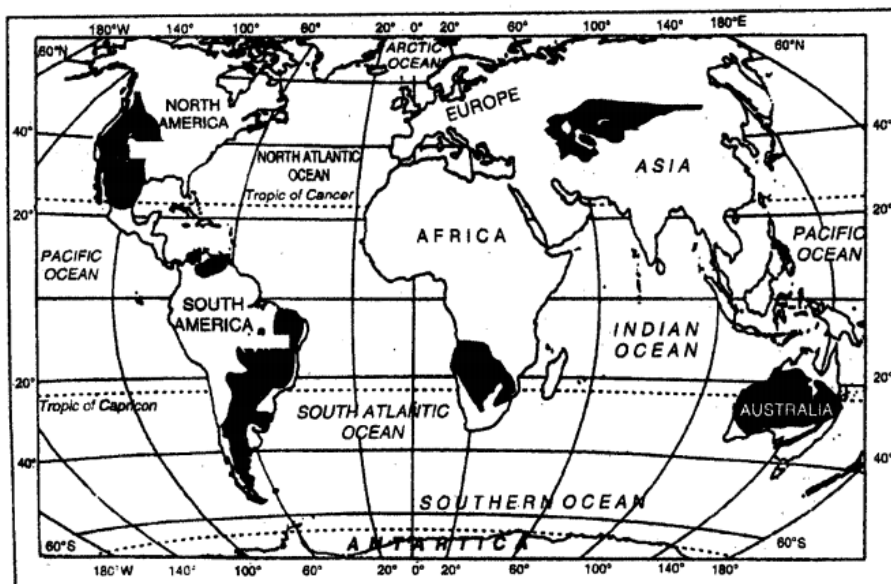 180°W 140° 100° 60° 20° 0° 20° 60° 100° 140° 180°E
60°N ARCTIC OCEAN 60°N
NORTH AMERICA EUROPE
40° 40°
NORTH ATLANTIC OCEAN ASIA
Tropic of Cancer
20° 20°
AFRICA
PACIFIC OCEAN PACIFIC OCEAN
0° 0°
SOUTH AMERICA INDIAN OCEAN
20° 20°
Tropic of Capricon
SOUTH ATLANTIC OCEAN AUSTRALIA
40° 40°
SOUTHERN OCEAN
60°S ANTARTICA 60°S
180°W 140° 100° 60° 20° 0° 20° 60° 100° 140° 180°